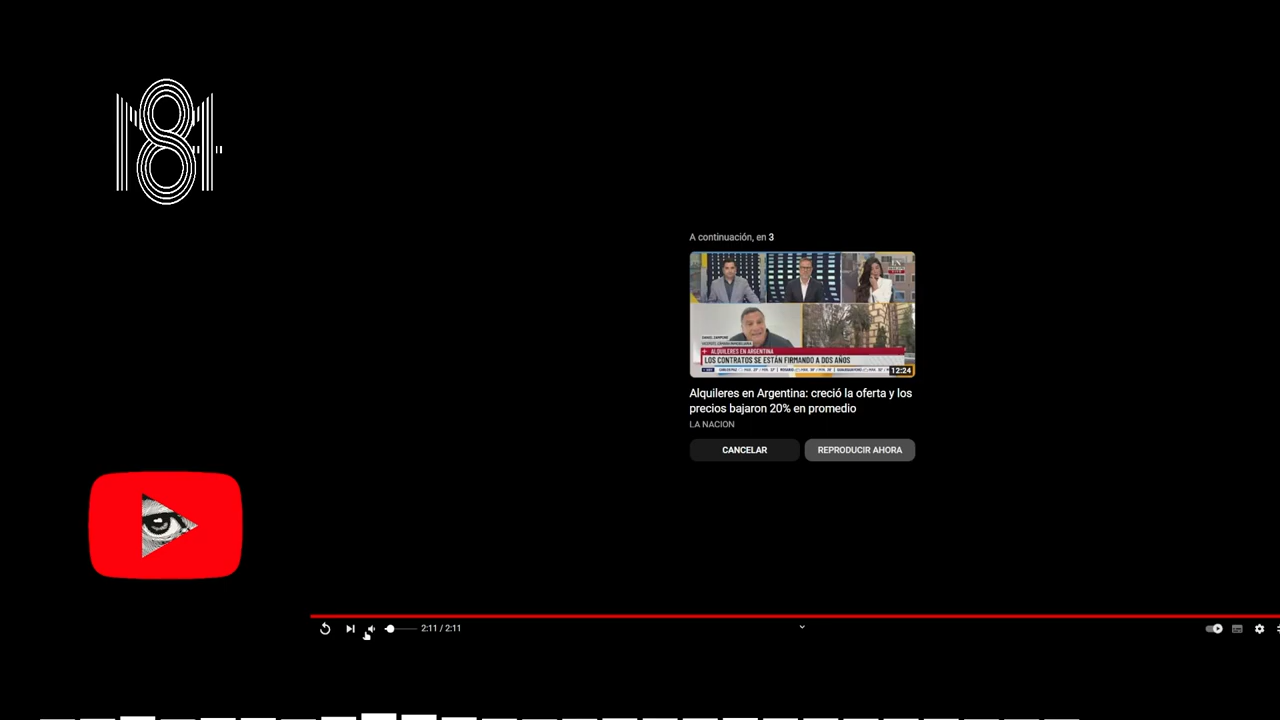 A continuación, en 3
ALQUILERES EN ARGENTINA
LOS CONTRATOS SE ESTÁN FIRMANDO A DOS AÑOS
12:24
Alquileres en Argentina: creció la oferta y los
precios bajaron 20% en promedio
LA NACION
CANCELAR
REPRODUCIR AHORA
2:11 / 2:11